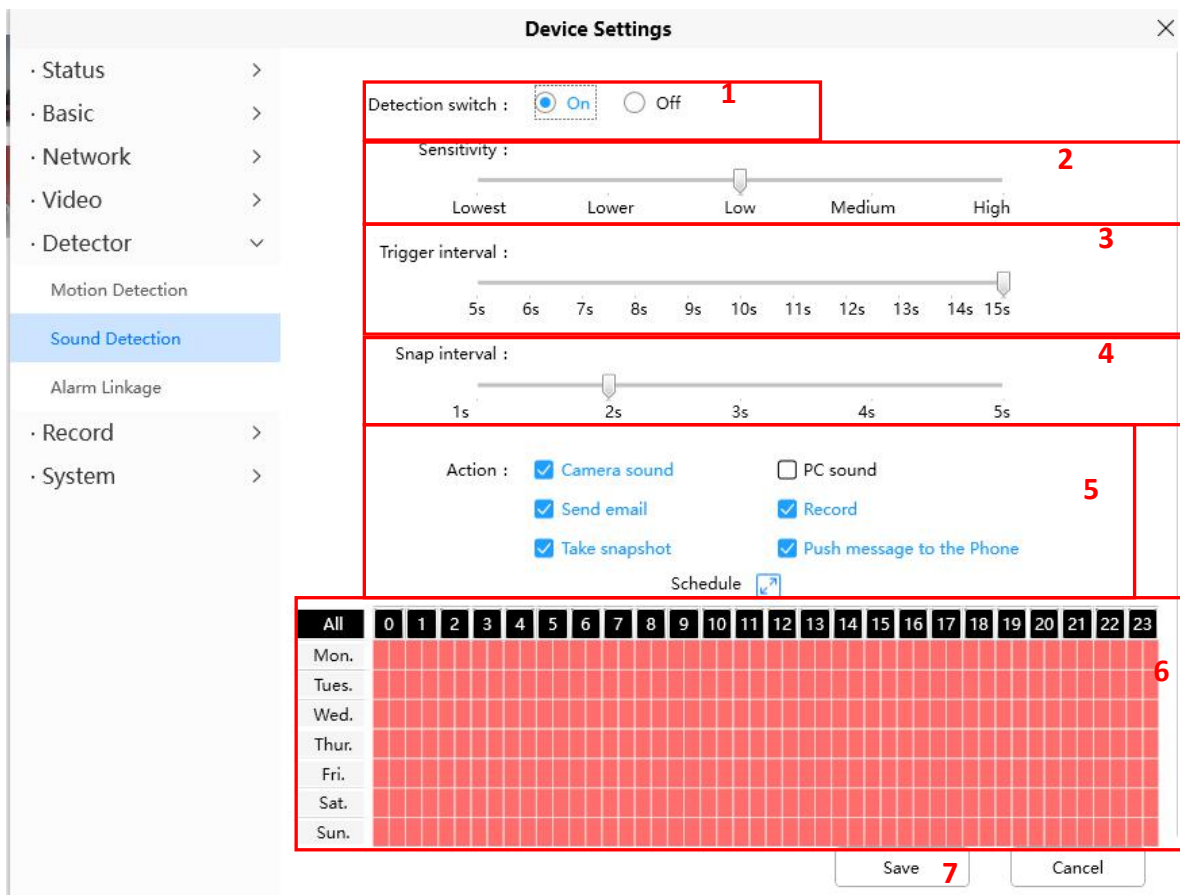 Device Settings
· Status
· Basic
· Network
· Video
· Detector
Motion Detection
Sound Detection
Alarm Linkage
· Record
· System
Detection switch : On Off 1
Sensitivity : 2
Lowest Lower Low Medium High
Trigger interval : 3
5s 6s 7s 8s 9s 10s 11s 12s 13s 14s 15s
Snap interval : 4
1s 2s 3s 4s 5s
Action : Camera sound PC sound
Send email Record 5
Take snapshot Push message to the Phone
Schedule
All 0 1 2 3 4 5 6 7 8 9 10 11 12 13 14 15 16 17 18 19 20 21 22 23
Mon.
Tues. 6
Wed.
Thur.
Fri.
Sat.
Sun.
Save 7 Cancel